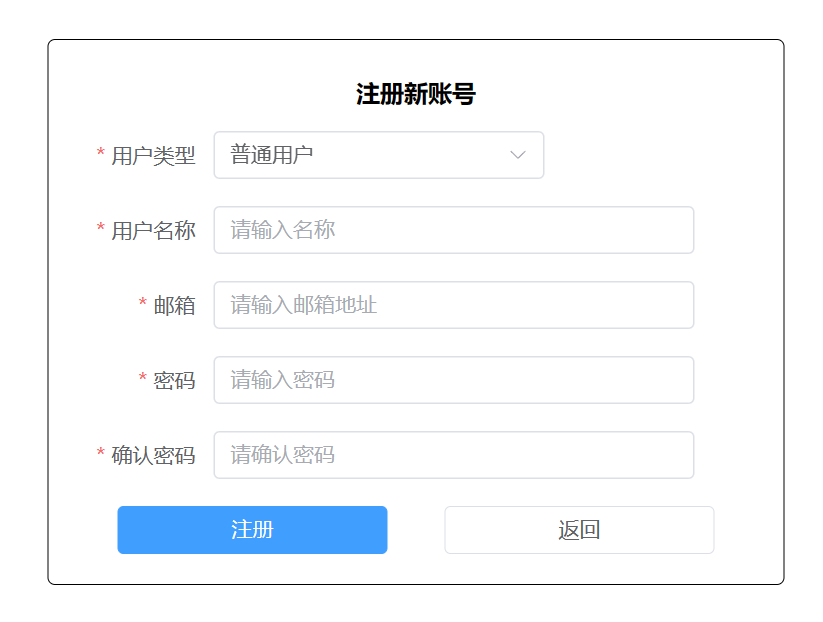 注册新账号
* 用户类型 普通用户
* 用户名称 请输入名称
* 邮箱 请输入邮箱地址
* 密码 请输入密码
* 确认密码 请确认密码
注册 返回